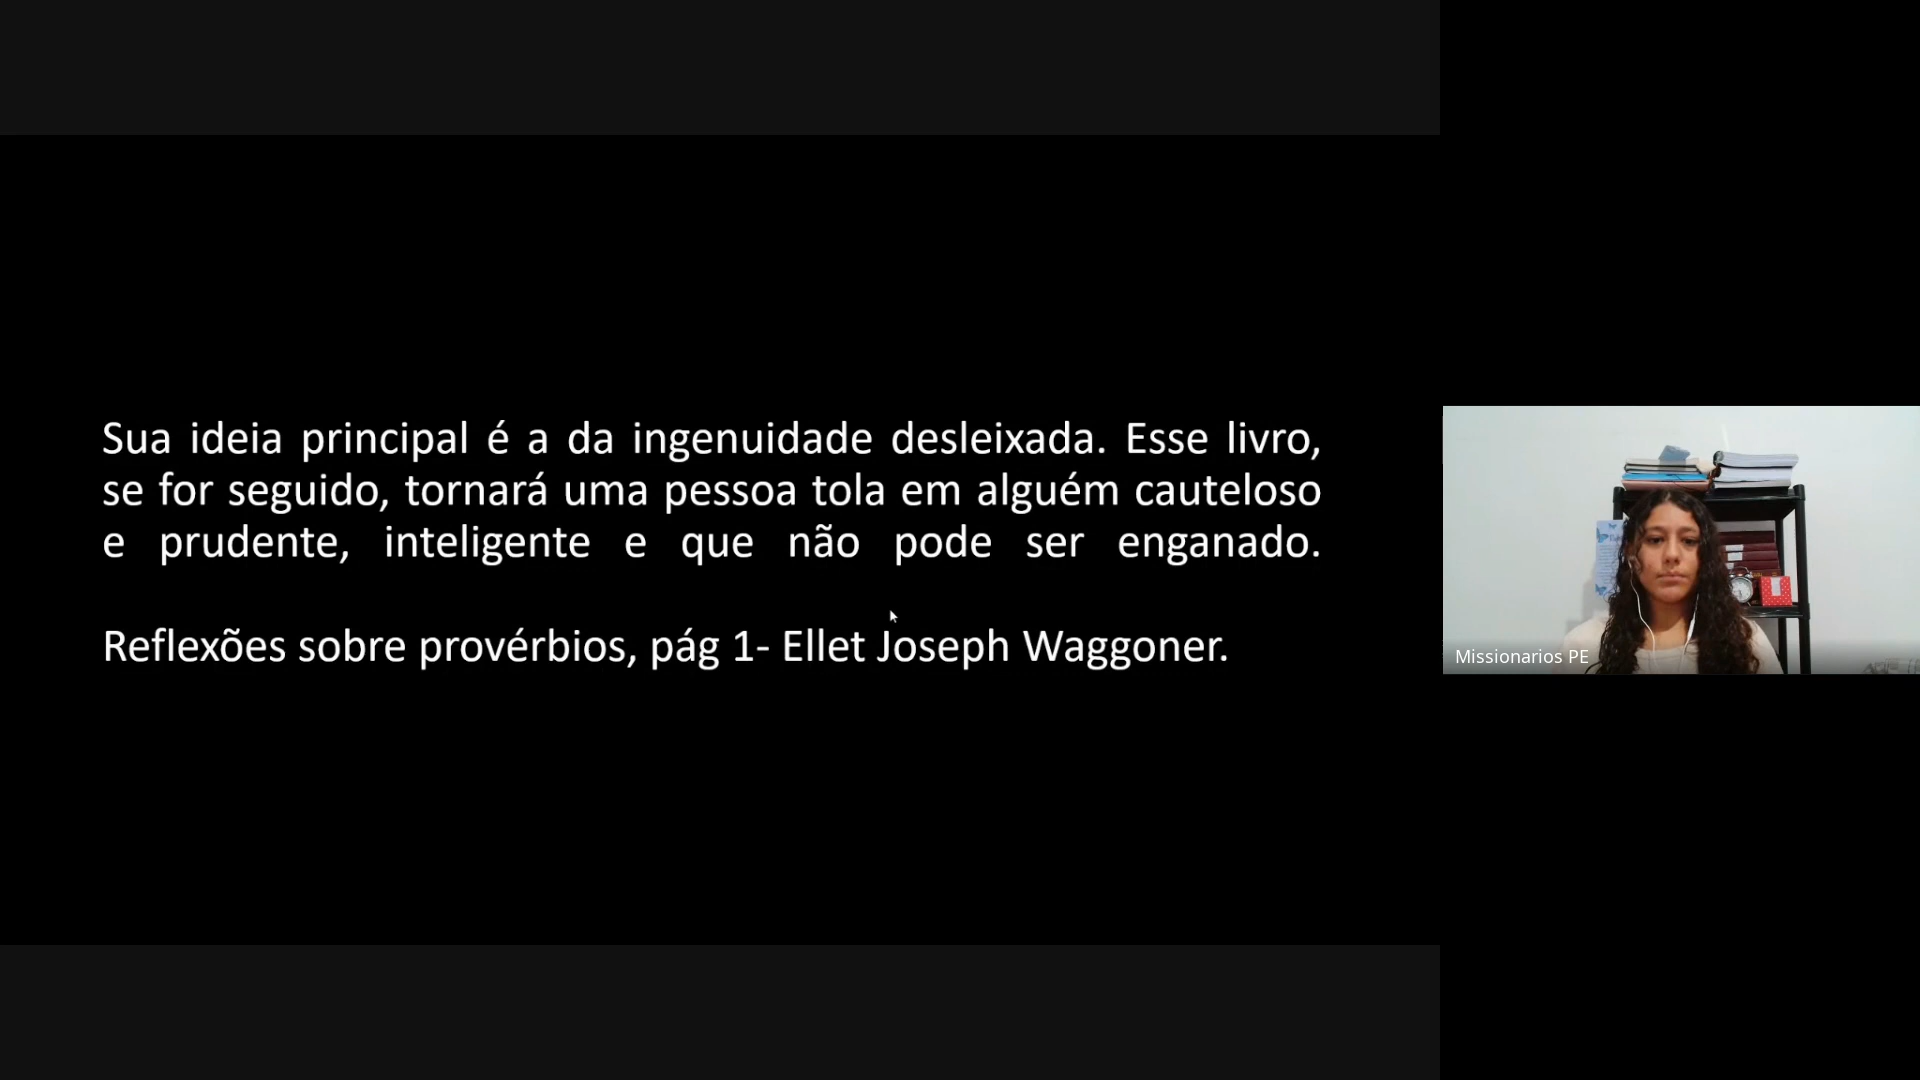 Sua ideia principal é a da ingenuidade desleixada. Esse livro,
se for seguido, tornará uma pessoa tola em alguém cauteloso
e prudente, inteligente e que não pode ser enganado.
Reflexões sobre provérbios, pág 1- Ellet Joseph Waggoner.
Missionarios PE